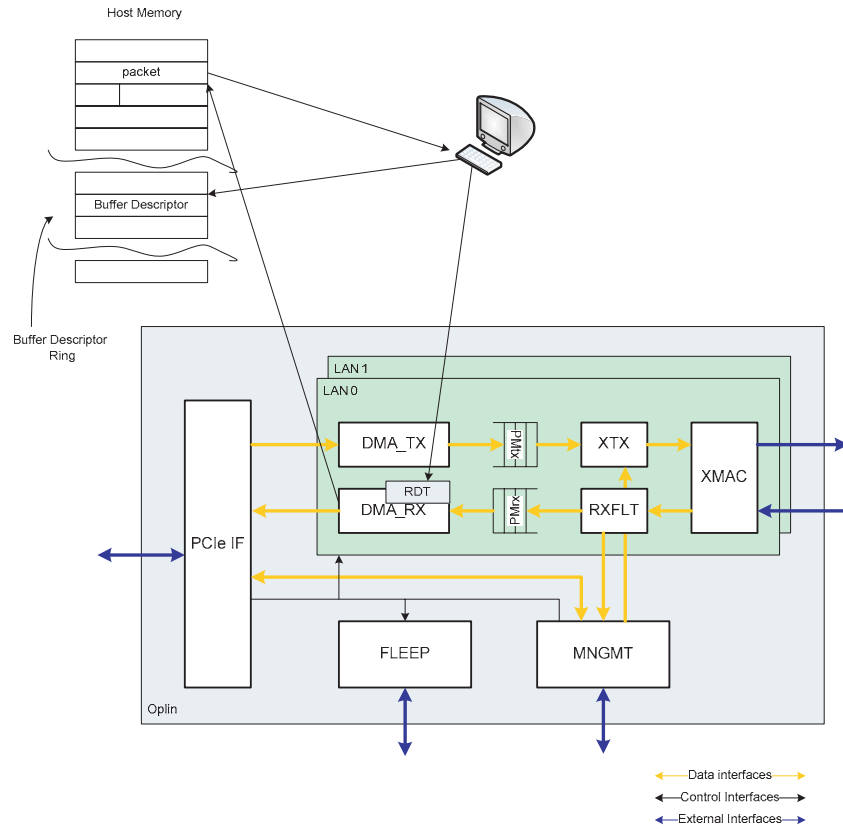 Host Memory
packet
Buffer Descriptor
Buffer Descriptor
Ring
LAN 1
LAN 0
DMA_TX
PMtx
XTX
XMAC
RDT
DMA_RX
PMrx
RXFLT
PCIe IF
FLEEP
MNGMT
Oplin
Data interfaces
Control Interfaces
External Interfaces